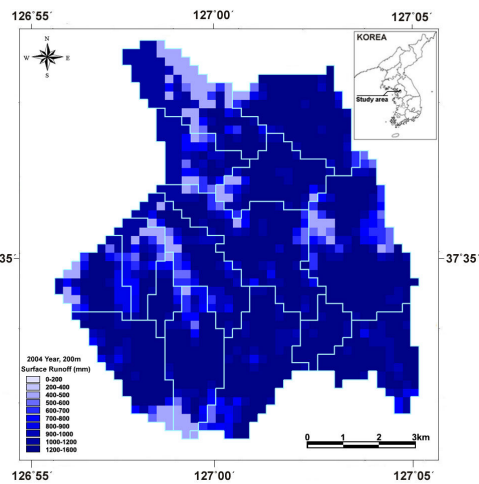 126˚55′ 127˚00′ 127˚05′
N
W E
S
KOREA
Study area
35 37˚35′
2004 Year, 200m
Surface Runoff (mm)
0-200
200-400
400-500
500-600
600-700
700-800
800-900
900-1000
1000-1200
1200-1600
0 1 2 3km
126˚55′ 127˚00′ 127˚05′